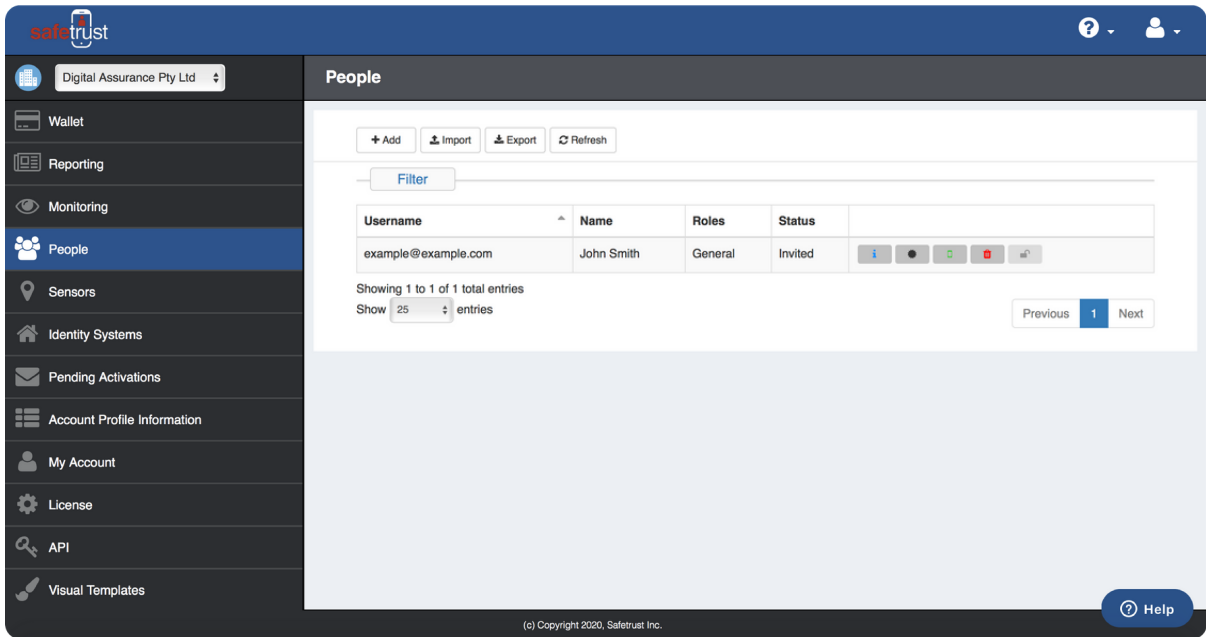 safetrust
Digital Assurance Pty Ltd
People
Wallet
Reporting
Monitoring
People
Sensors
Identity Systems
Pending Activations
Account Profile Information
My Account
License
API
Visual Templates
Add Import Export Refresh
Filter
Username Name Roles Status
example@example.com John Smith General Invited
Showing 1 to 1 of 1 total entries
Show 25 entries
Previous 1 Next
Help
(c) Copyright 2020, Safetrust Inc.